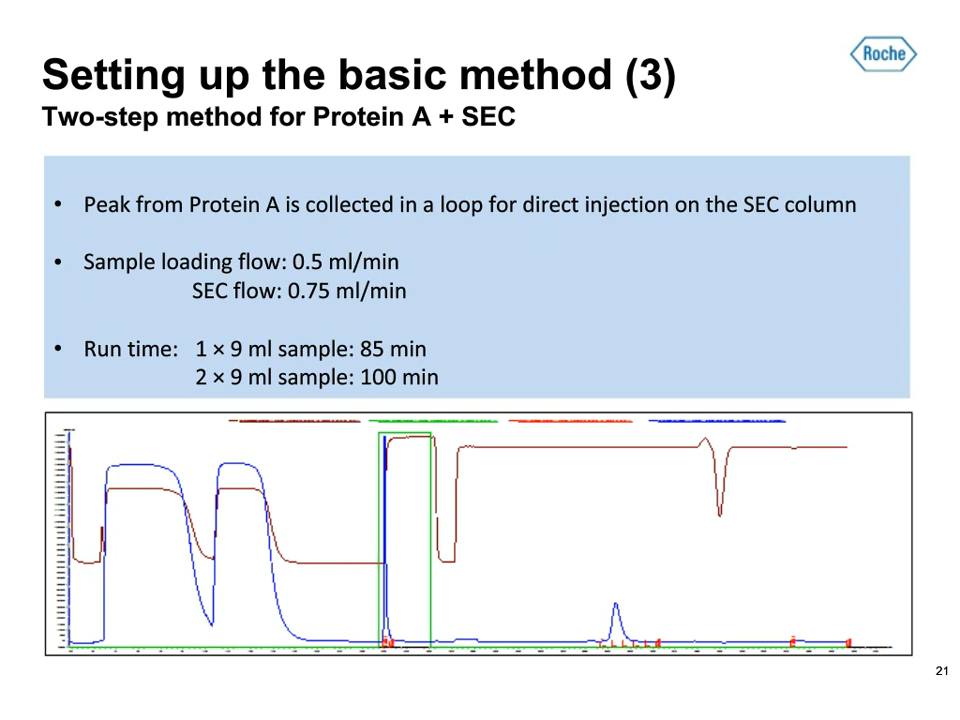 Setting up the basic method (3)
Roche
Two-step method for Protein A + SEC
• Peak from Protein A is collected in a loop for direct injection on the SEC column
• Sample loading flow: 0.5 ml/min
SEC flow: 0.75 ml/min
• Run time: 1 × 9 ml sample: 85 min
2 × 9 ml sample: 100 min
21